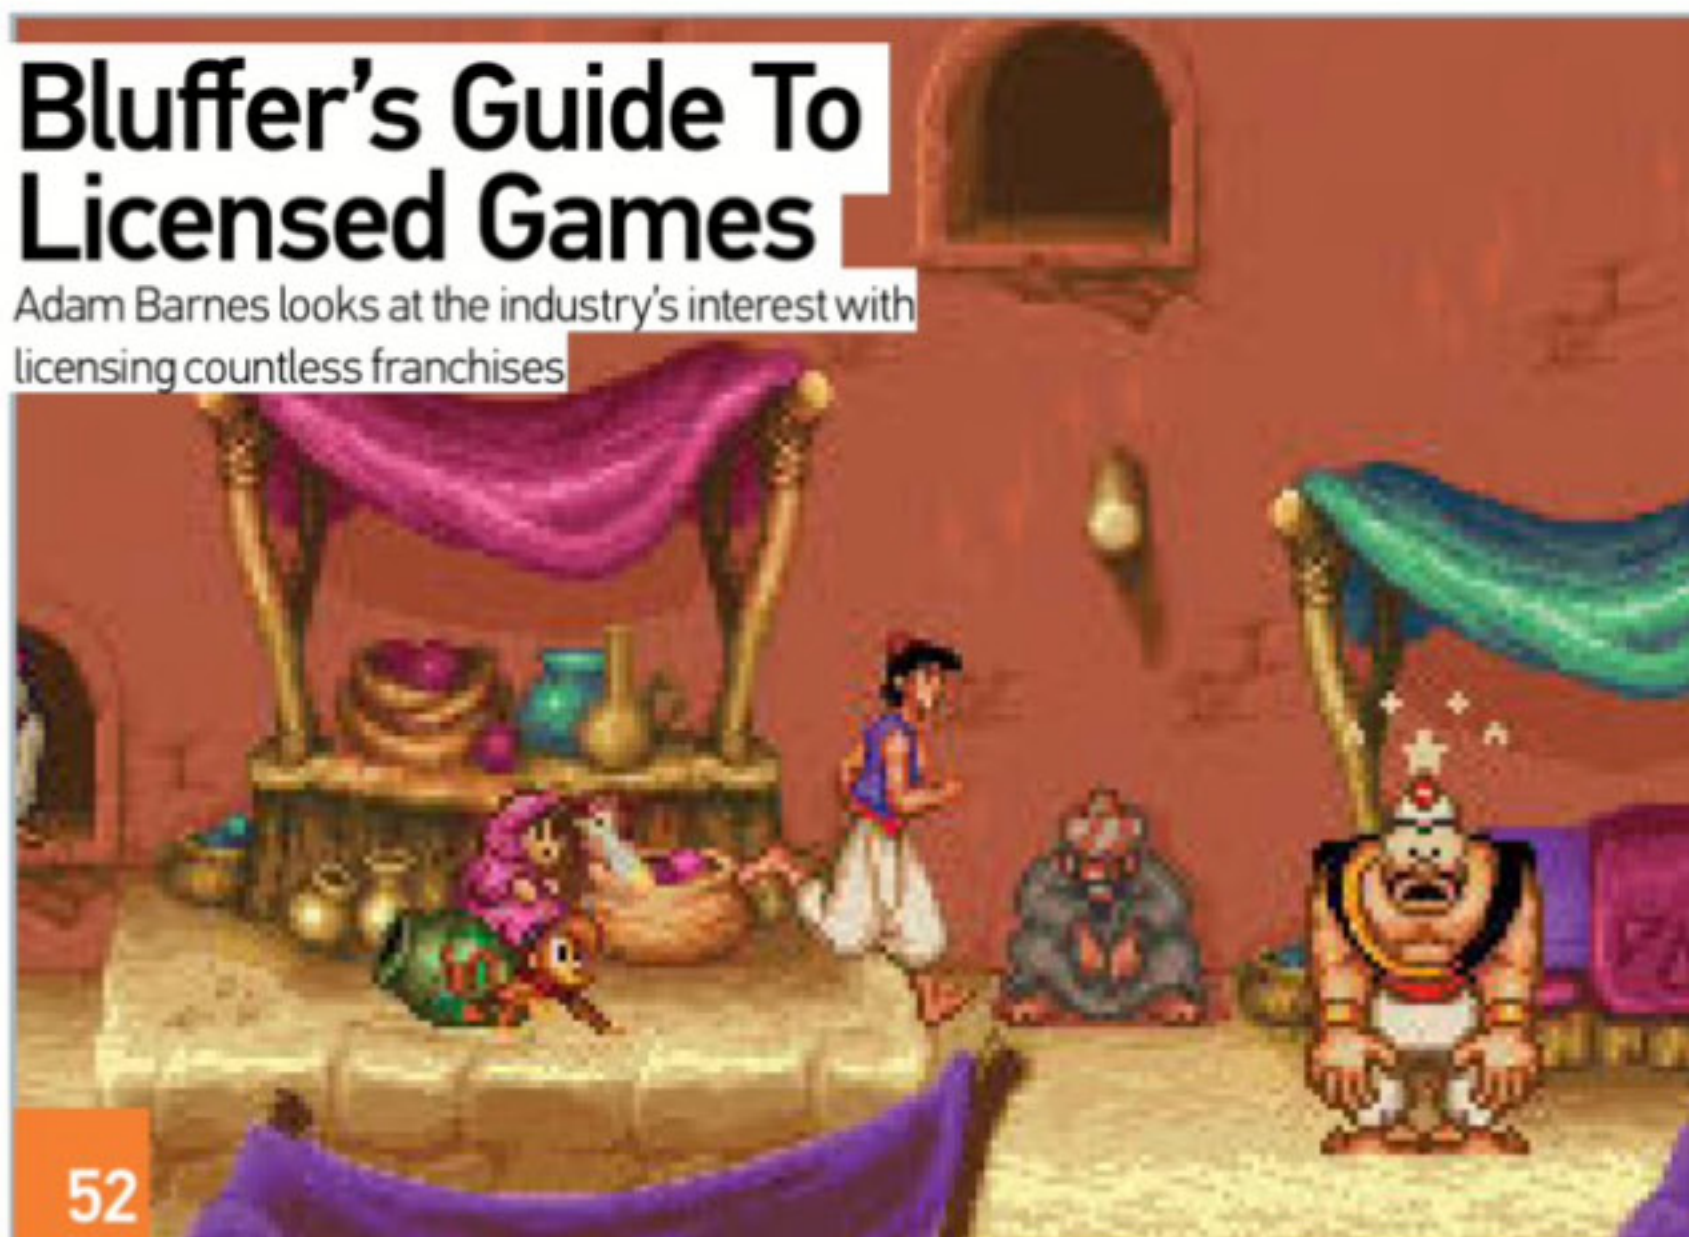 Bluffer's Guide To
Licensed Games
Adam Barnes looks at the industry's interest with
licensing countless franchises
52